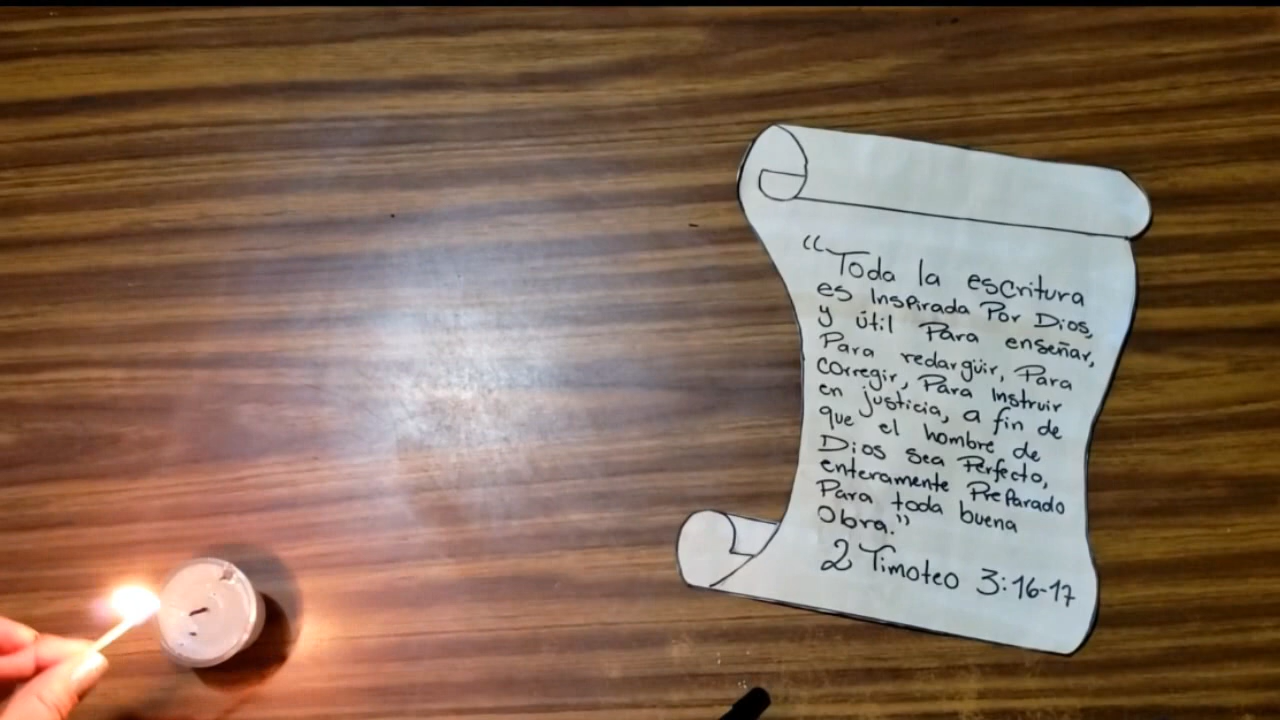 “Toda la escritura
es Inspirada Por Dios,
y útil Para enseñar,
Para redargüir, Para
corregir, Para instruir
en justicia, a fin de
que el hombre de
Dios sea Perfecto,
enteramente PreParado
Para toda buena
Obra.”
2 Timoteo 3:16-17